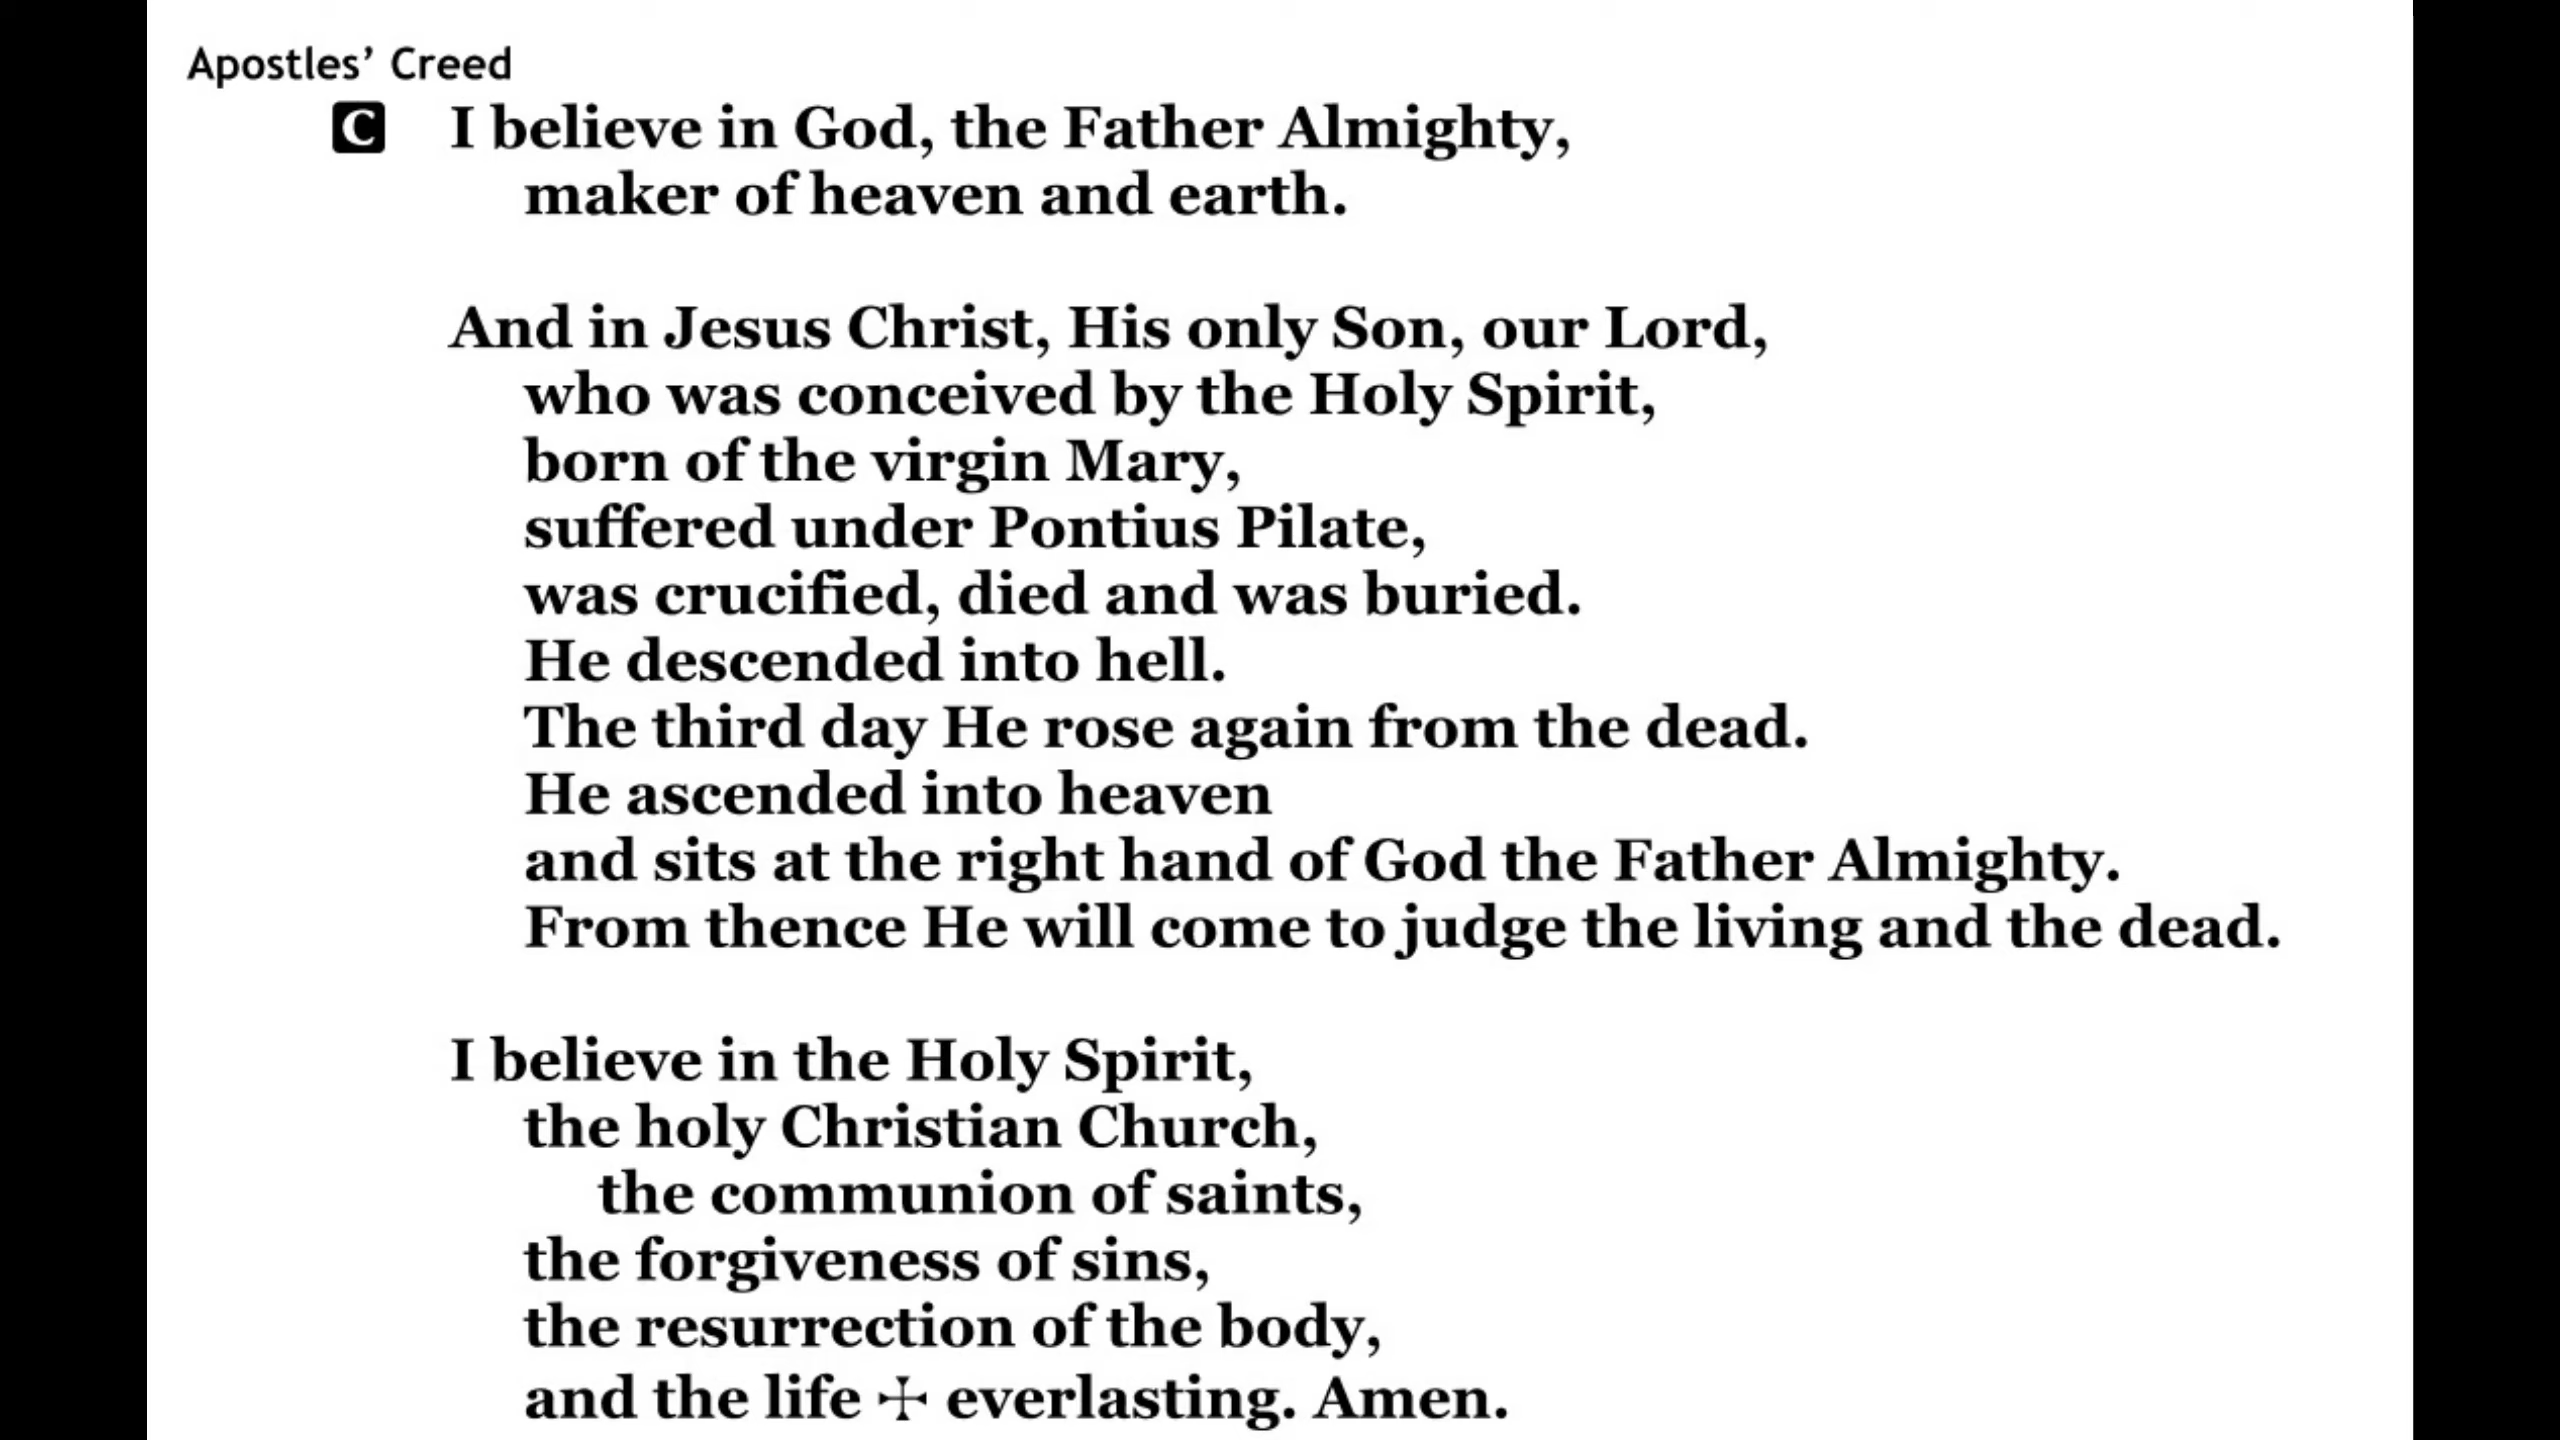 Apostles’ Creed
C I believe in God, the Father Almighty,
maker of heaven and earth.
And in Jesus Christ, His only Son, our Lord,
who was conceived by the Holy Spirit,
born of the virgin Mary,
suffered under Pontius Pilate,
was crucified, died and was buried.
He descended into hell.
The third day He rose again from the dead.
He ascended into heaven
and sits at the right hand of God the Father Almighty.
From thence He will come to judge the living and the dead.
I believe in the Holy Spirit,
the holy Christian Church,
the communion of saints,
the forgiveness of sins,
the resurrection of the body,
and the life ☩ everlasting. Amen.